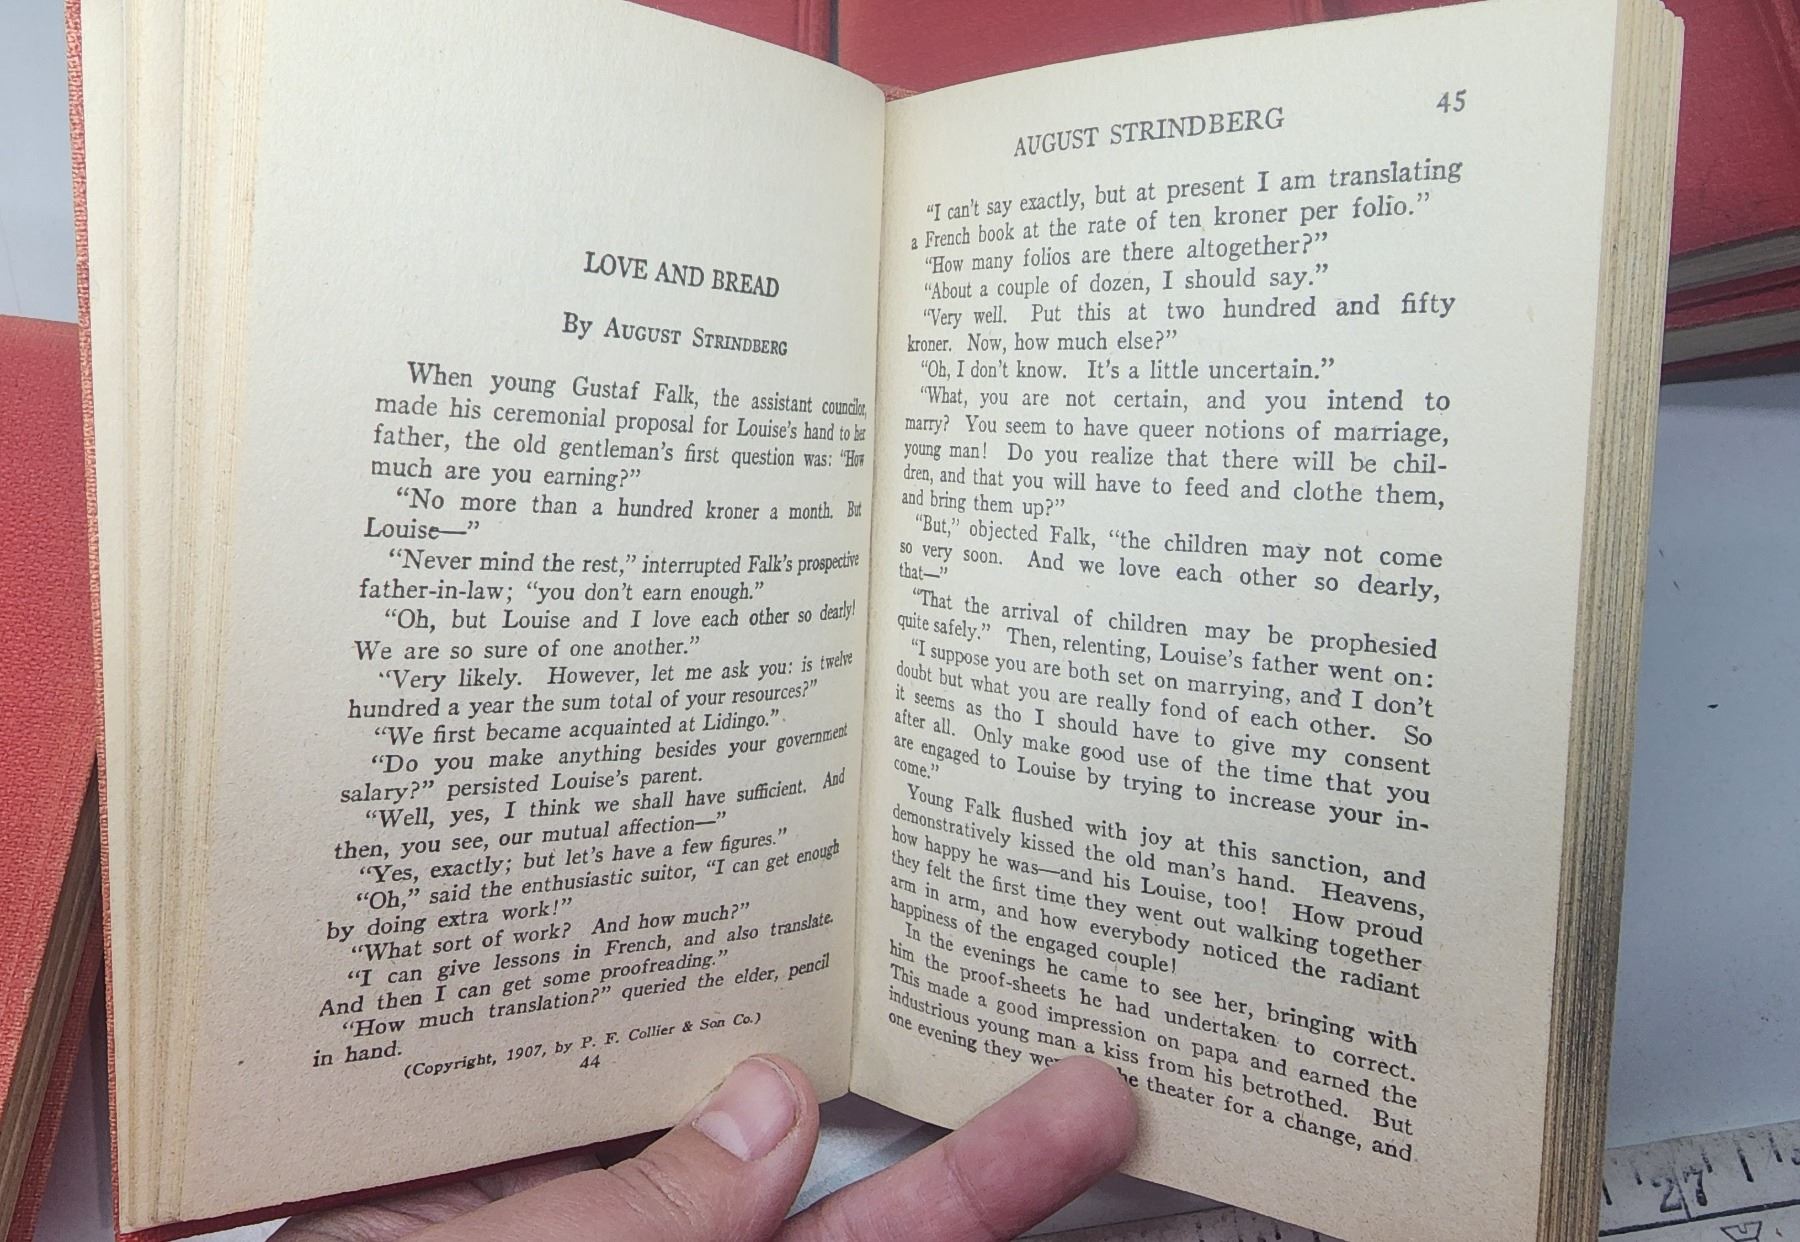 LOVE AND BREAD
By AUGUST STRINDBERG
When young Gustaf Falk, the assistant councilor,
made his ceremonial proposal for Louise's hand to her
father, the old gentleman's first question was: "How
much are you earning?"
"No more than a hundred kroner a month. But
Louise—"
"Never mind the rest," interrupted Falk's prospective
father-in-law; "you don't earn enough."
"Oh, but Louise and I love each other so dearly!
We are so sure of one another."
"Very likely. However, let me ask you: is twelve
hundred a year the sum total of your resources?"
"We first became acquainted at Lidingo."
"Do you make anything besides your government
salary?" persisted Louise's parent.
"Well, yes, I think we shall have sufficient. And
then, you see, our mutual affection—"
"Yes, exactly; but let's have a few figures."
"Oh," said the enthusiastic suitor, "I can get enough
by doing extra work!"
"What sort of work? And how much?"
"I can give lessons in French, and also translate.
And then I can get some proofreading."
"How much translation?" queried the elder, pencil
in hand.
(Copyright, 1907, by P. F. Collier & Son Co.)
44
AUGUST STRINDBERG 45
"I can't say exactly, but at present I am translating
a French book at the rate of ten kroner per folio."
"How many folios are there altogether?"
"About a couple of dozen, I should say."
"Very well. Put this at two hundred and fifty
kroner. Now, how much else?"
"Oh, I don't know. It's a little uncertain."
"What, you are not certain, and you intend to
marry? You seem to have queer notions of marriage,
young man! Do you realize that there will be chil-
dren, and that you will have to feed and clothe them,
and bring them up?"
"But," objected Falk, "the children may not come
so very soon. And we love each other so dearly,
that—"
"That the arrival of children may be prophesied
quite safely." Then, relenting, Louise's father went on:
"I suppose you are both set on marrying, and I don't
doubt but what you are really fond of each other. So
it seems as tho I should have to give my consent
after all. Only make good use of the time that you
are engaged to Louise by trying to increase your in-
come."
Young Falk flushed with joy at this sanction, and
demonstratively kissed the old man's hand. Heavens,
how happy he was—and his Louise, too! How proud
they felt the first time they went out walking together
arm in arm, and how everybody noticed the radiant
happiness of the engaged couple!
In the evenings he came to see her, bringing with
him the proof-sheets he had undertaken to correct.
This made a good impression on papa and earned the
industrious young man a kiss from his betrothed. But
one evening they theater for a change, and
27